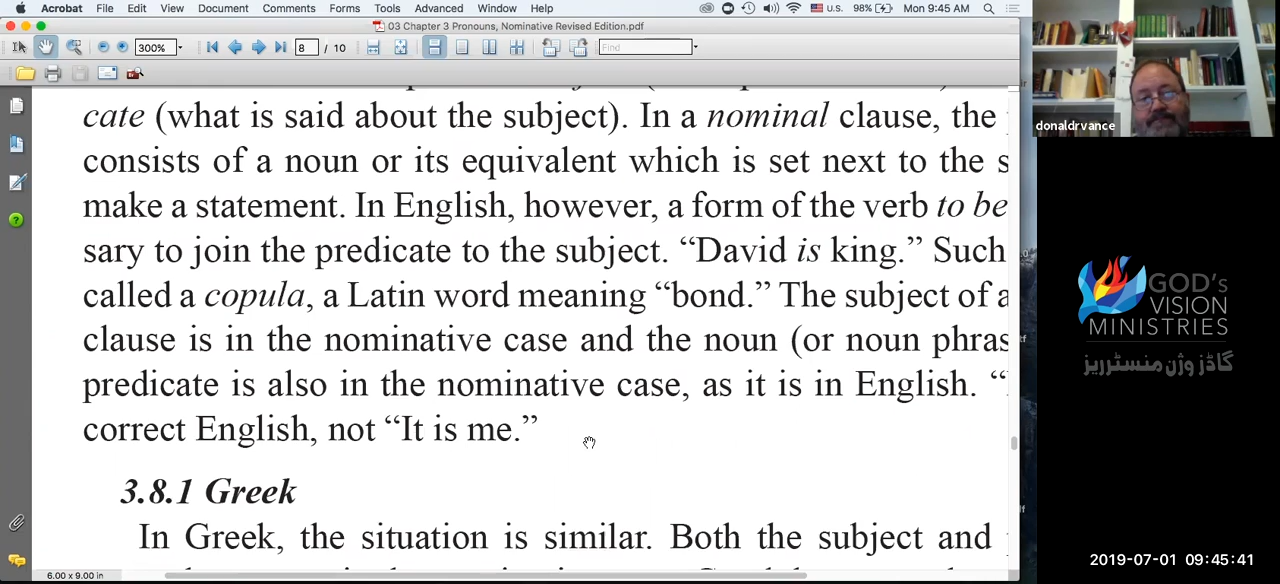 Acrobat File Edit View Document Comments Forms Tools Advanced Window Help U.S. 98% Mon 9:45 AM
03 Chapter 3 Pronouns, Nominative Revised Edition.pdf
300% 8 / 10 Find
cate (what is said about the subject). In a nominal clause, the
consists of a noun or its equivalent which is set next to the s
make a statement. In English, however, a form of the verb to be
sary to join the predicate to the subject. “David is king.” Such
called a copula, a Latin word meaning “bond.” The subject of a
clause is in the nominative case and the noun (or noun phras
predicate is also in the nominative case, as it is in English. “
correct English, not “It is me.”
3.8.1 Greek
In Greek, the situation is similar. Both the subject and
6.00 x 9.00 in
donaldrvance
GOD's
VISION
MINISTRIES
گاڈز وژن منسٹریز
2019-07-01 09:45:41